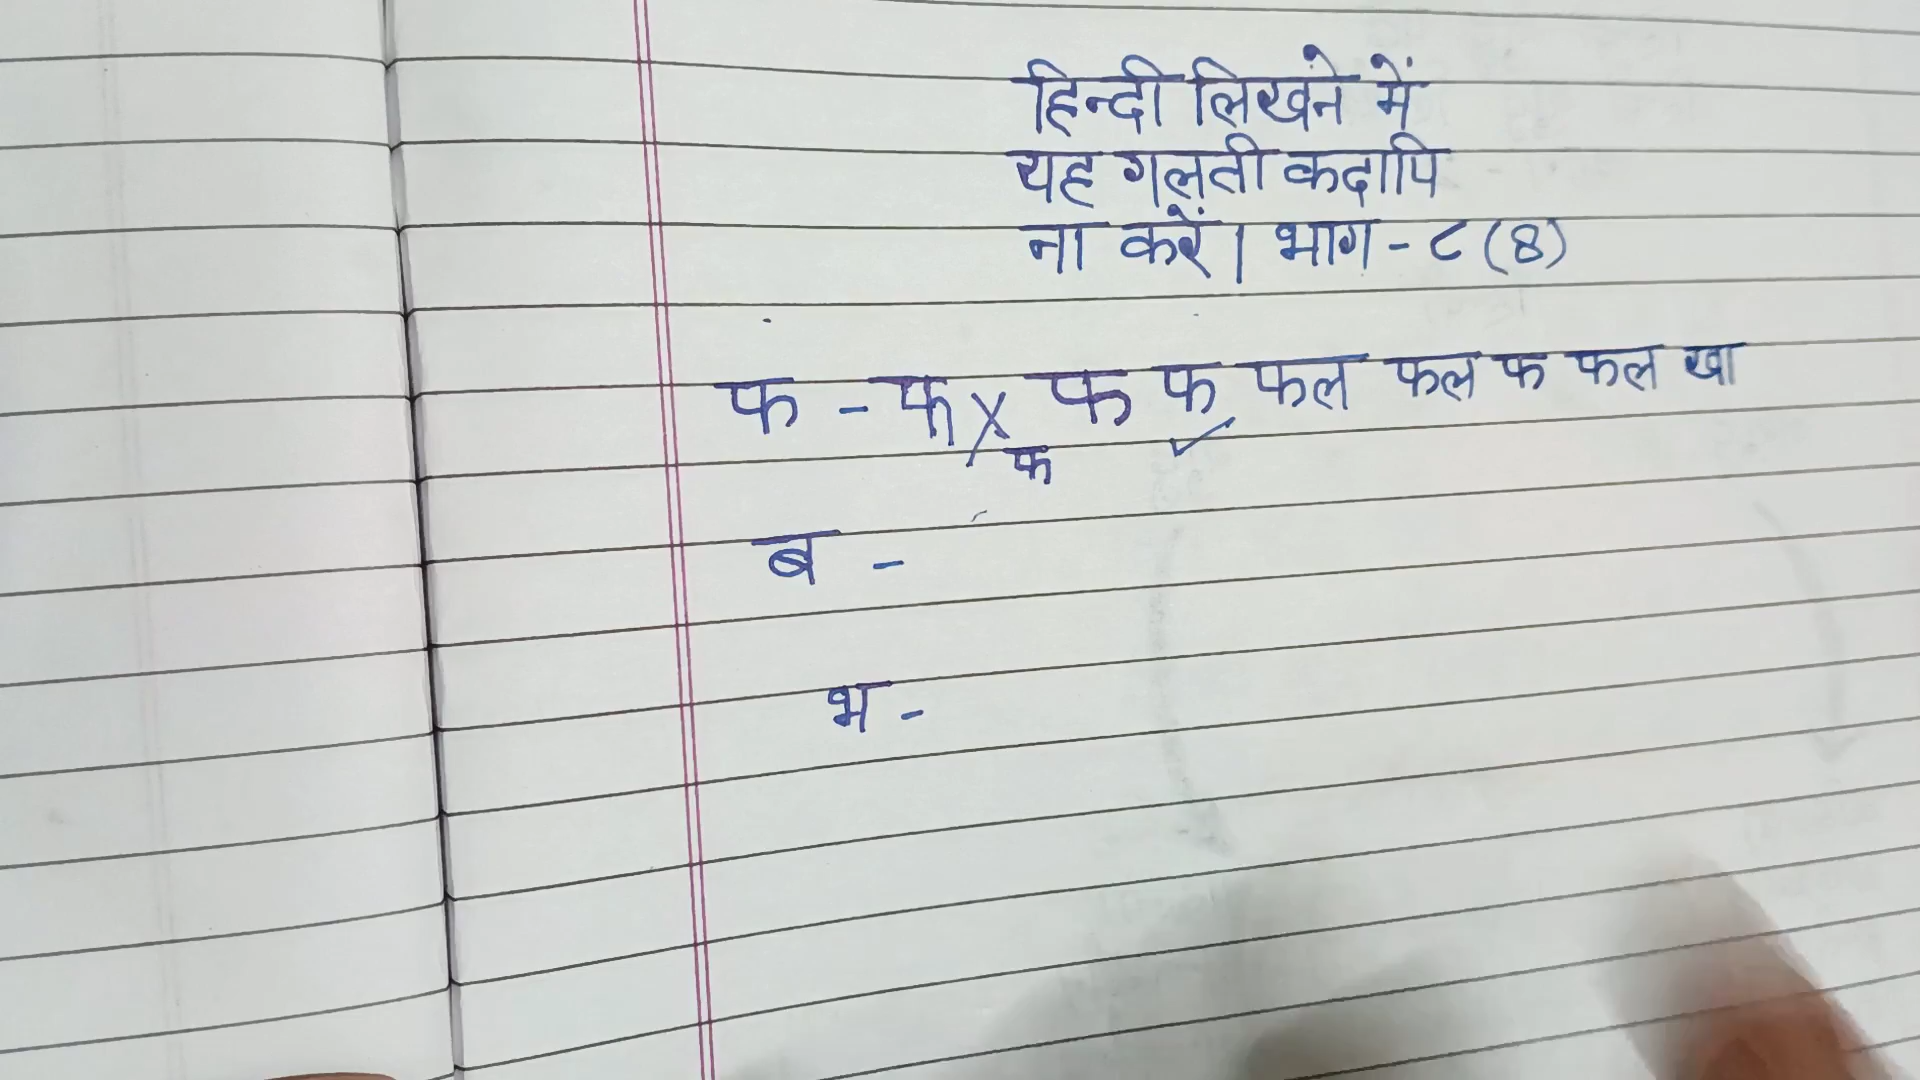 हिन्दी लिखने में
यह गलती कदापि
ना करें। भाग - ८ (8)
फ - फ x फ फ फल फल फ फल खा
फ
ब -
भ -